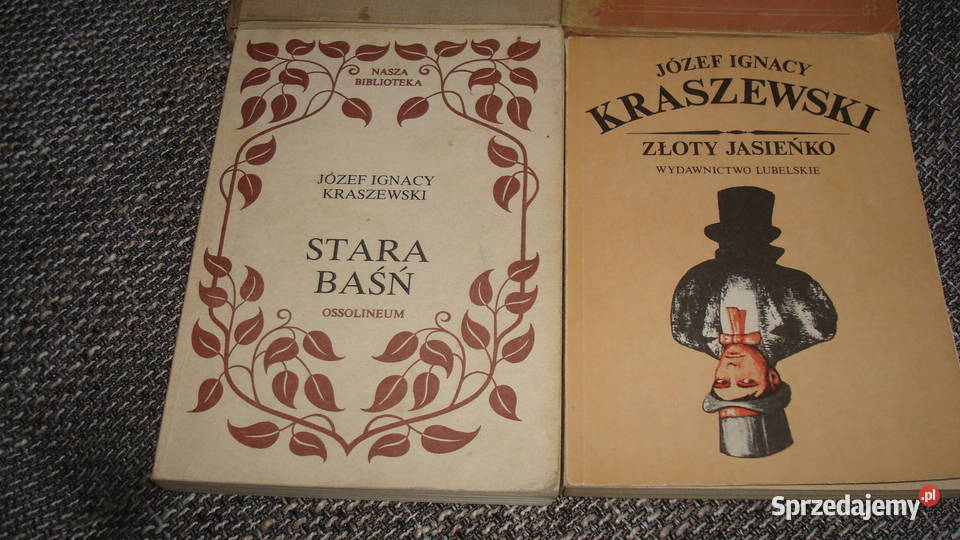 NASZA
BIBLIOTEKA
JÓZEF IGNACY
KRASZEWSKI
STARA
BAŚŃ
OSSOLINEUM
JÓZEF IGNACY
KRASZEWSKI
ZŁOTY JASIEŃKO
WYDAWNICTWO LUBELSKIE
Sprzedajemy.pl